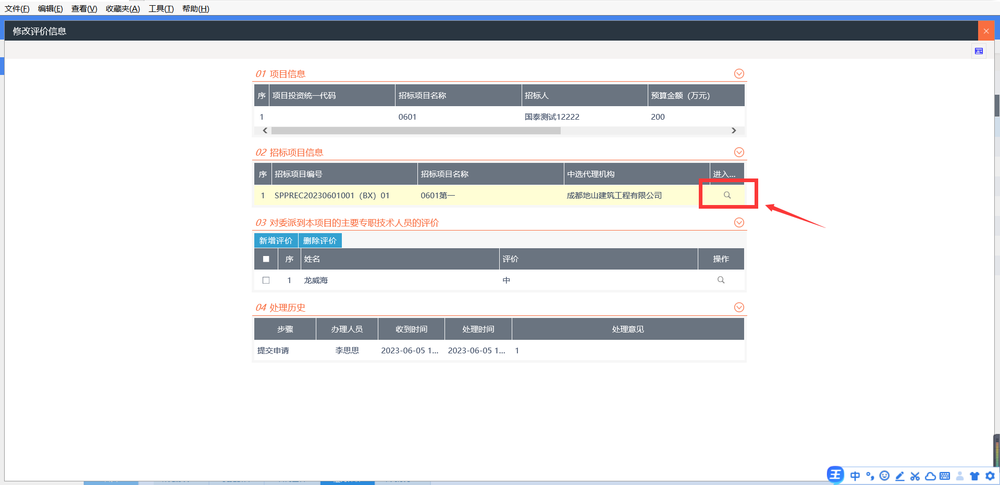 文件(F) 编辑(E) 查看(V) 收藏夹(A) 工具(T) 帮助(H)
修改评价信息
01 项目信息
序 项目投资统一代码 招标项目名称 招标人 预算金额（万元）
1 0601 国泰测试12222 200
02 招标项目信息
序 招标项目编号 招标项目名称 中选代理机构 进入...
1 SPPREC20230601001（BX）01 0601第一 成都地山建筑工程有限公司
03 对委派到本项目的主要专职技术人员的评价
新增评价 删除评价
序 姓名 评价 操作
1 龙威海 中
04 处理历史
步骤 办理人员 收到时间 处理时间 处理意见
提交申请 李思思 2023-06-05 1... 2023-06-05 1... 1
王 中